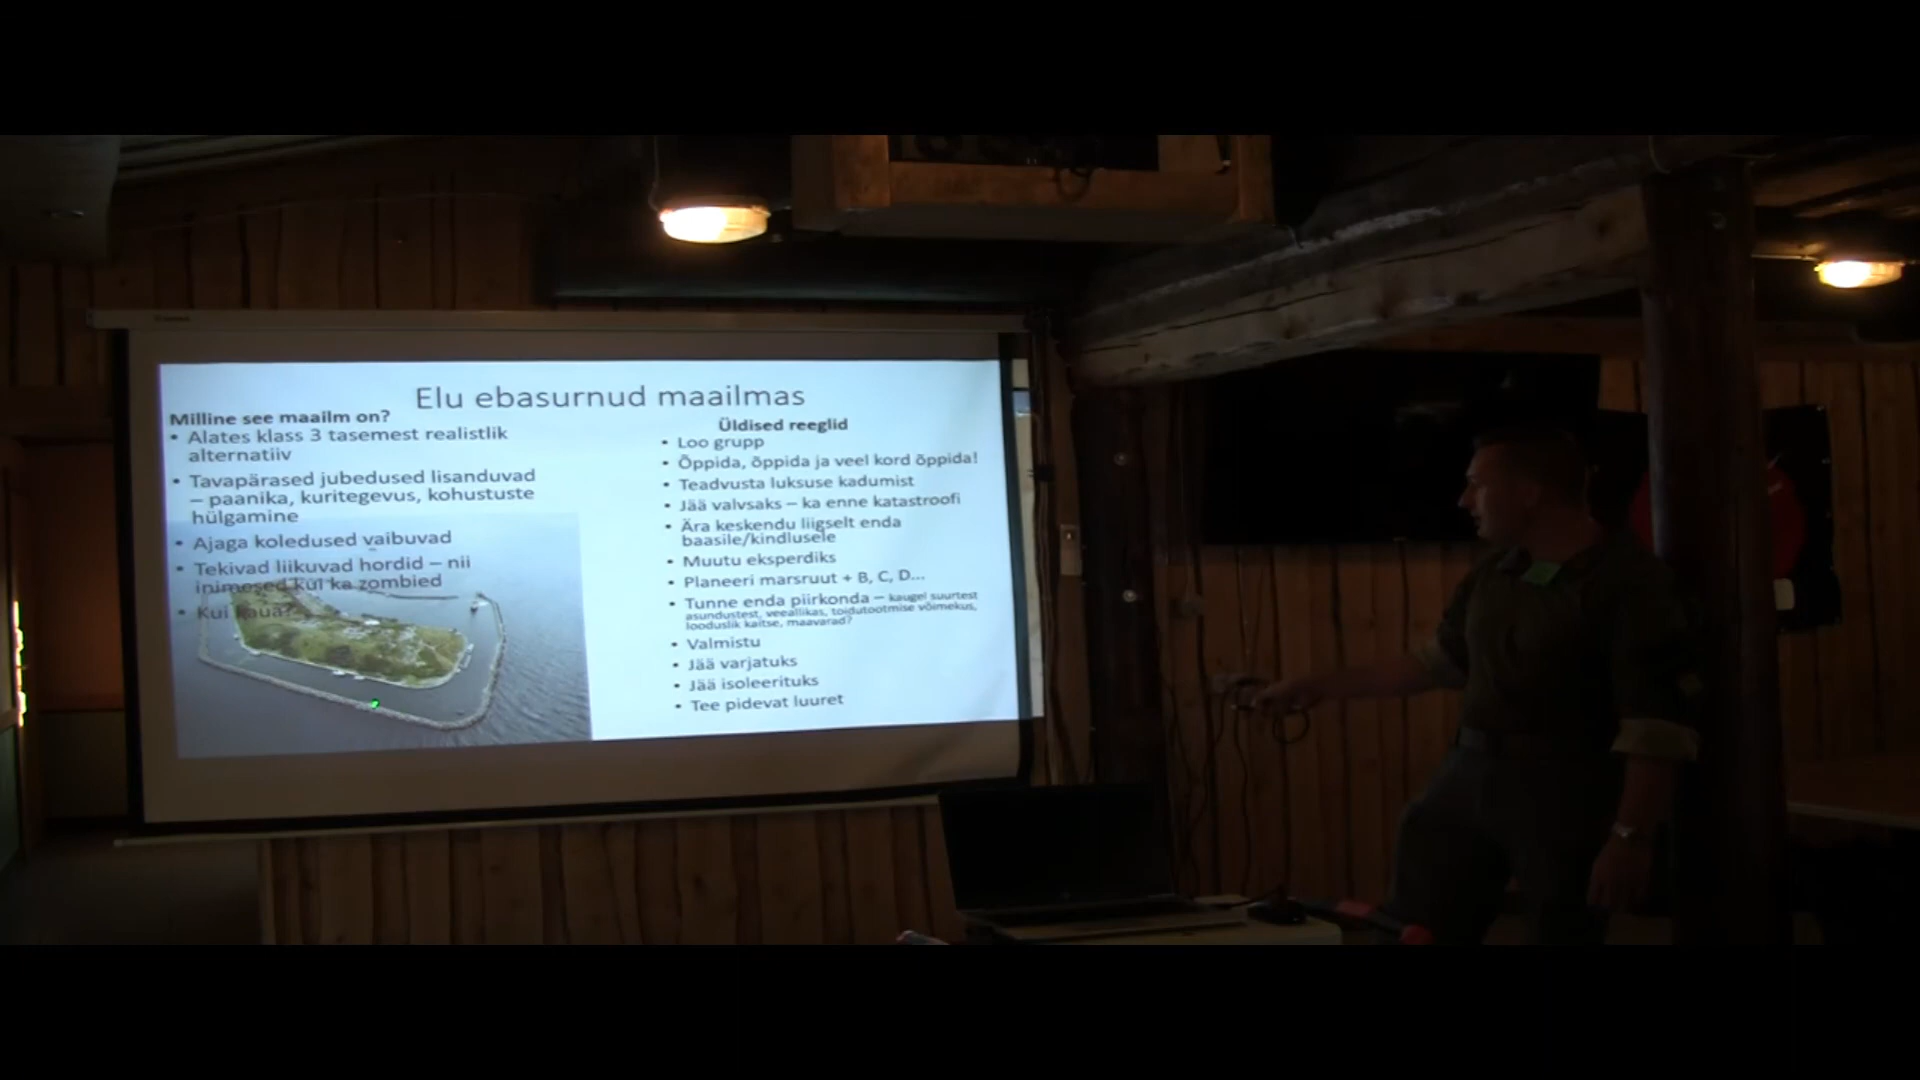 Elu ebasurnud maailmas
Milline see maailm on?
• Alates klass 3 tasemest realistlik
alternatiiv
• Tavapärased jubedused lisanduvad
– paanika, kuritegevus, kohustuste
hülgamine
• Ajaga koledused vaibuvad
• Tekivad liikuvad hordid – nii
inimesed kui ka zombied
• Kui kaua?
Üldised reeglid
• Loo grupp
• Õppida, õppida ja veel kord õppida!
• Teadvusta luksuse kadumist
• Jää valvsaks – ka enne katastroofi
• Ära keskendu liigselt enda
baasile/kindlusele
• Muutu eksperdiks
• Planeeri marsruut + B, C, D...
• Tunne enda piirkonda – kaugel suurtest
asundustest, veeallikas, toidutootmise võimekus,
looduslik kaitse, maavarad?
• Valmistu
• Jää varjatuks
• Jää isoleerituks
• Tee pidevat luuret